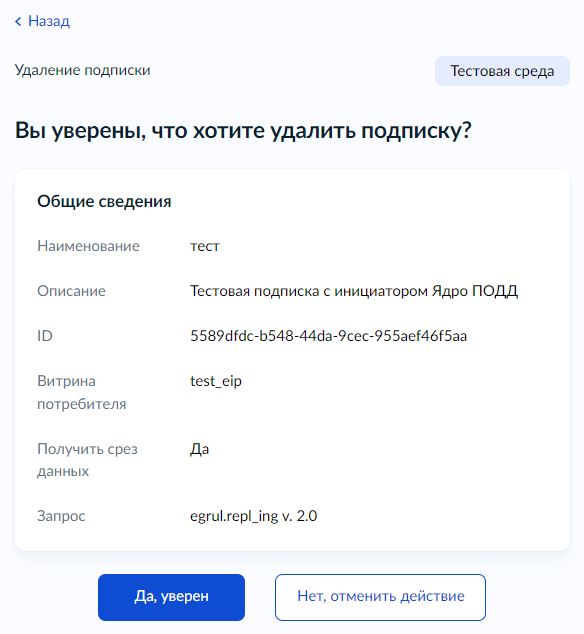 Назад
Удаление подписки
Тестовая среда
Вы уверены, что хотите удалить подписку?
Общие сведения
Наименование тест
Описание Тестовая подписка с инициатором Ядро ПОДД
ID 5589dfdc-b548-44da-9cec-955aef46f5aa
Витрина потребителя test_eip
Получить срез данных Да
Запрос egrul.repl_ing v. 2.0
Да, уверен
Нет, отменить действие